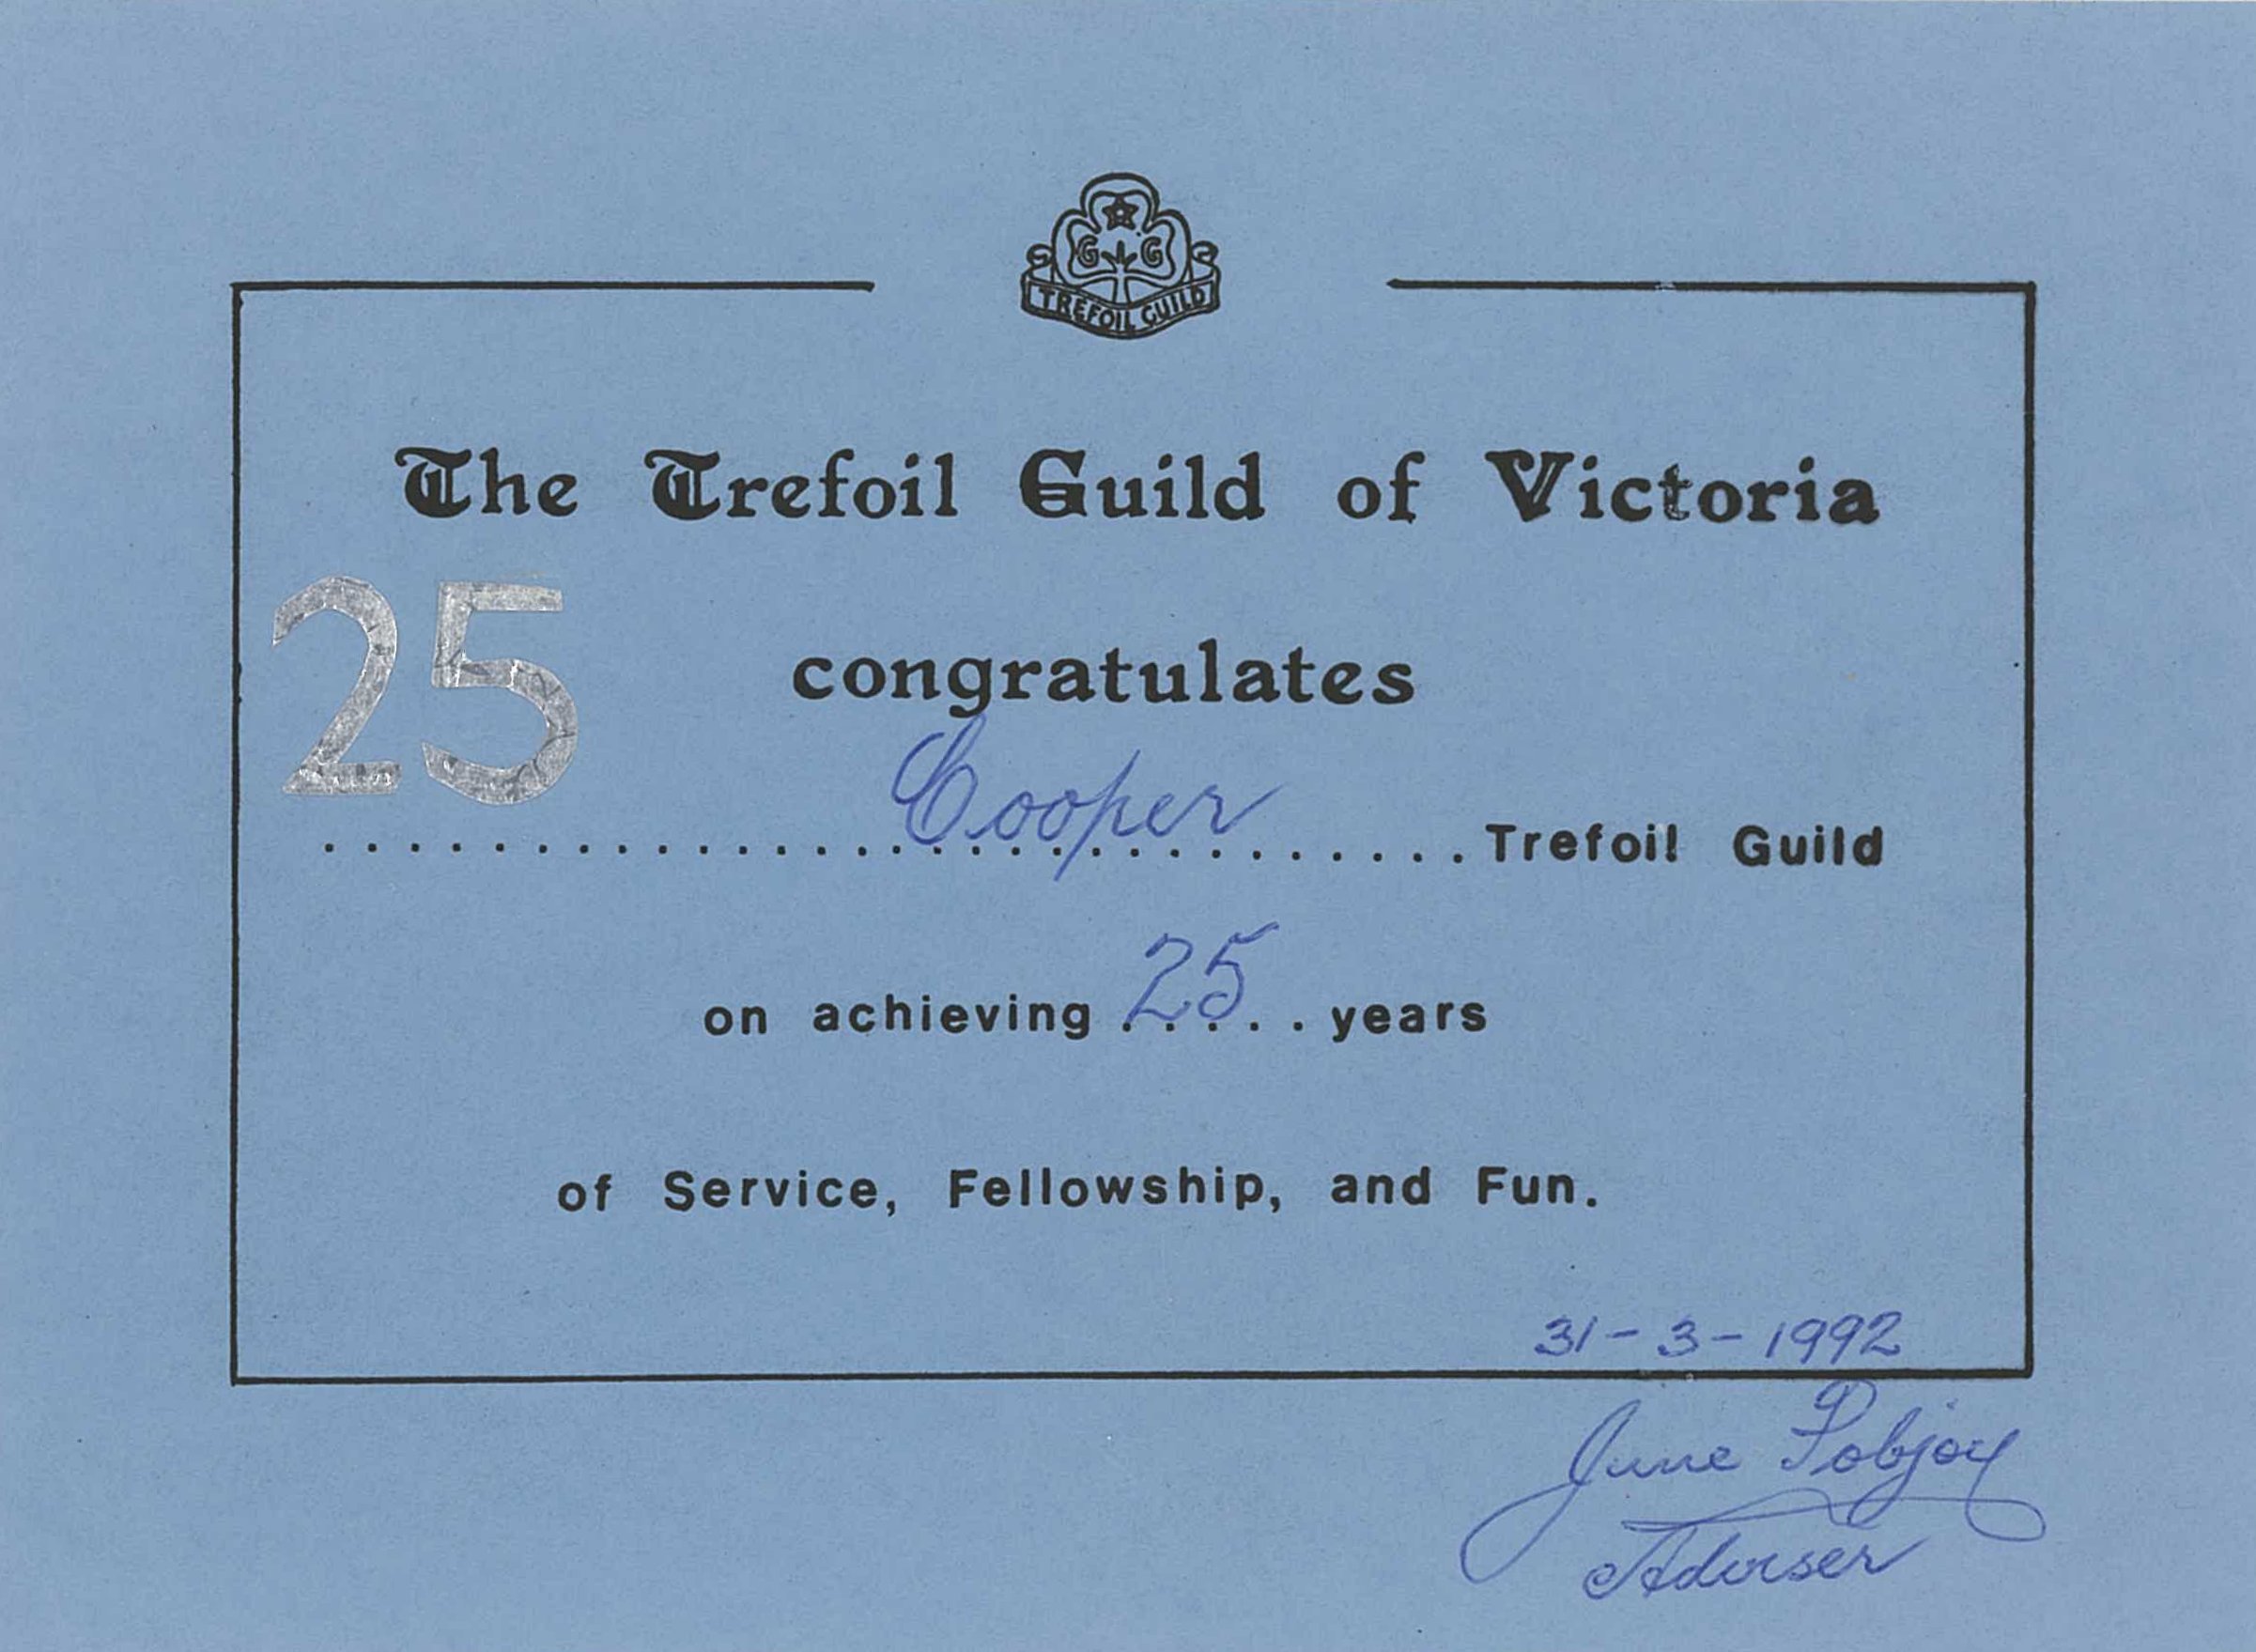 G G
TREFOIL GUILD
The Trefoil Guild of Victoria
25
congratulates
Cooper Trefoil Guild
on achieving 25 years
of Service, Fellowship, and Fun.
31-3-1992
June Pobjoy
Adviser